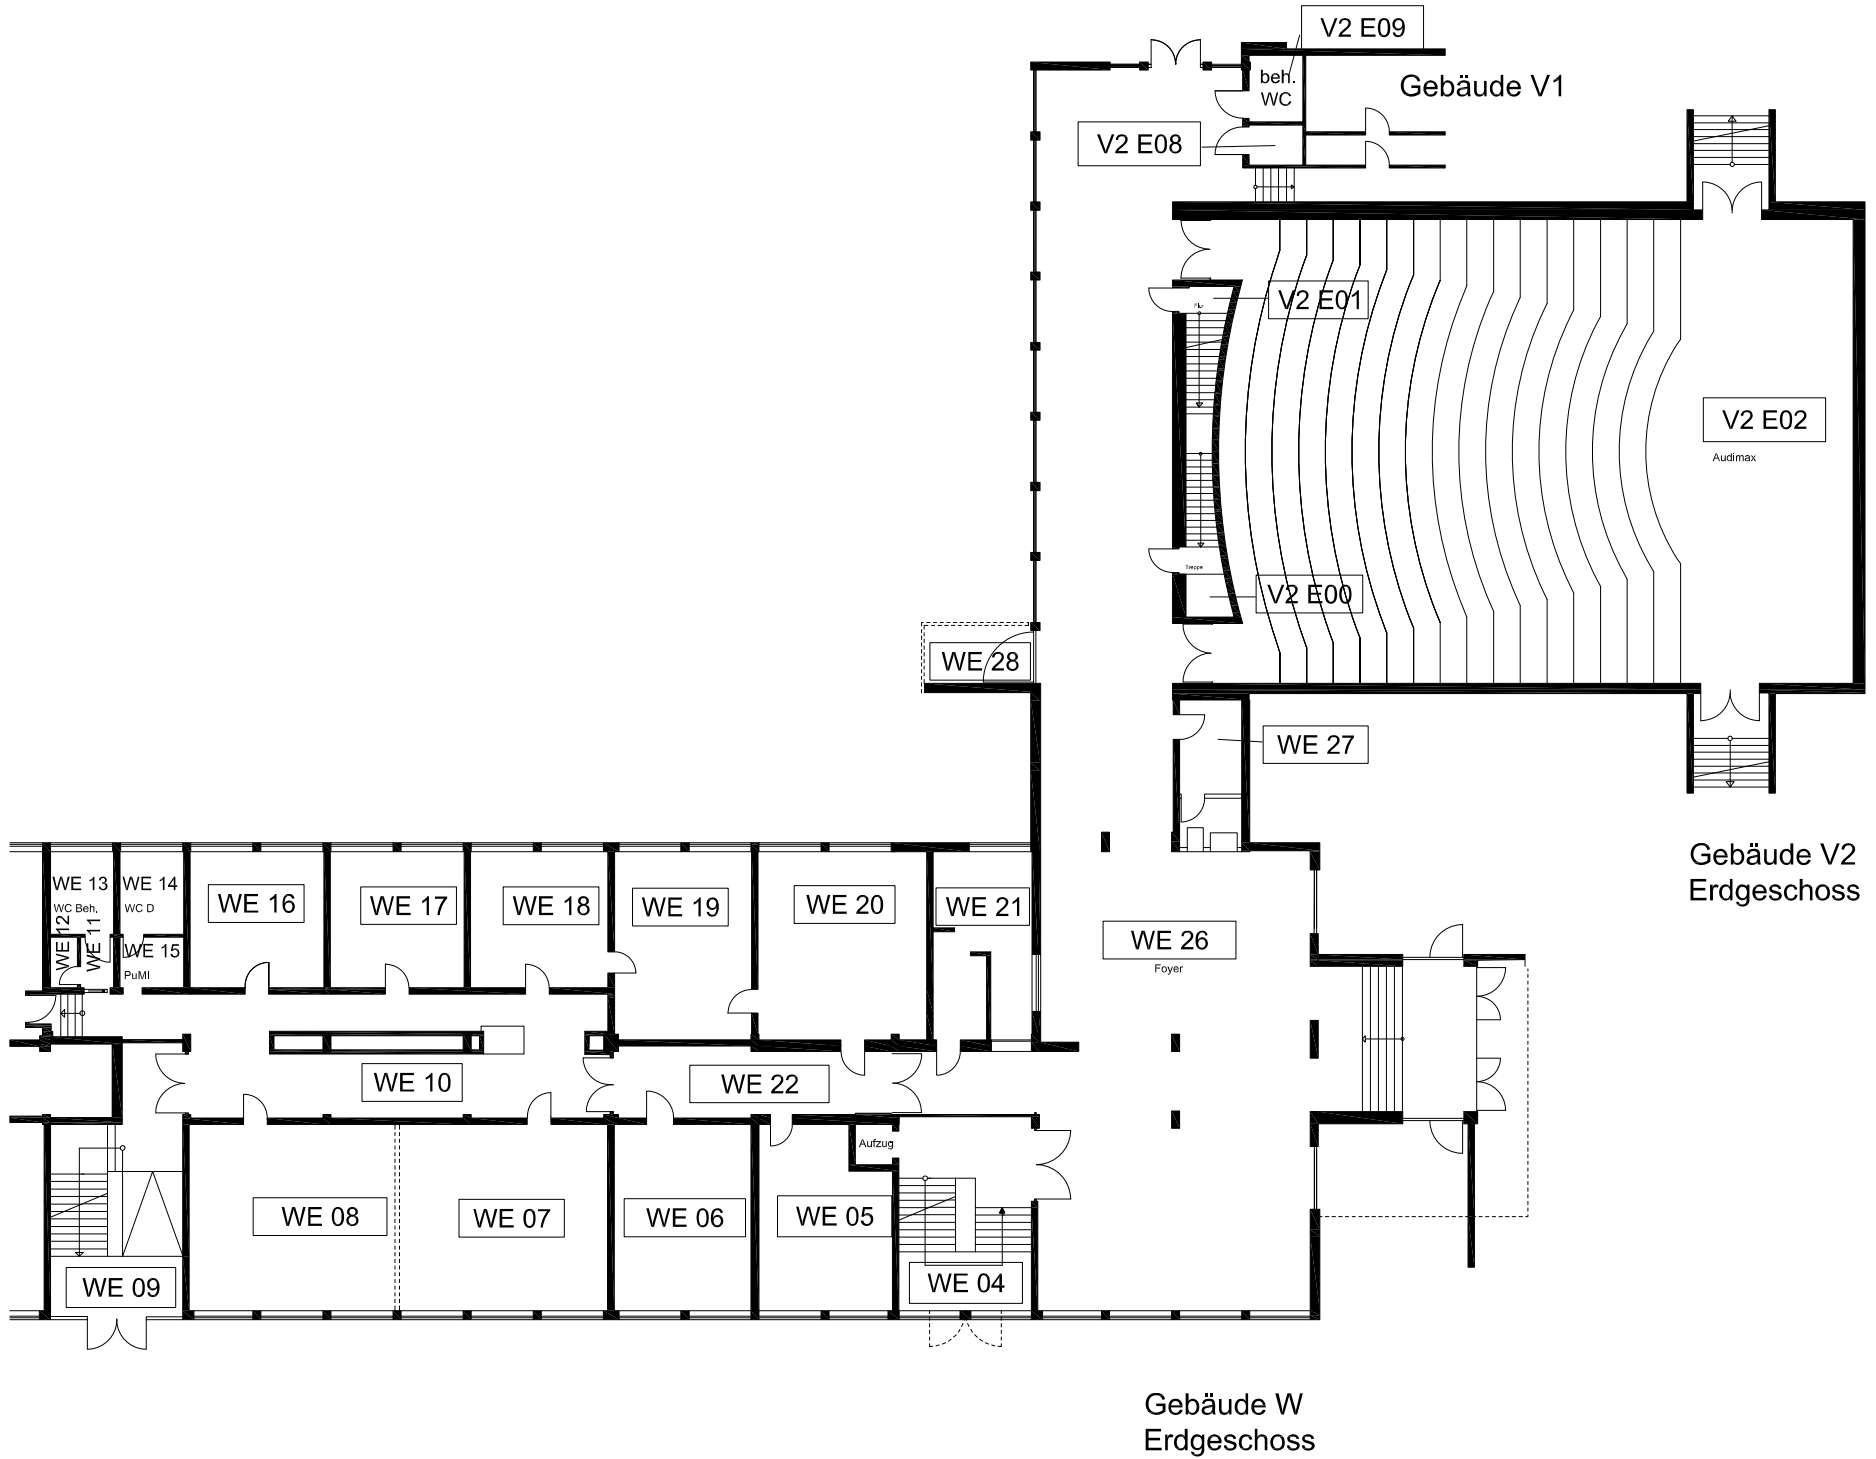 V2 E09
beh.
WC
Gebäude V1
V2 E08
V2 E01
Flur
V2 E02
Audimax
Treppe
V2 E00
WE 28
WE 27
Gebäude V2
Erdgeschoss
WE 13
WC Beh.
WE 14
WC D
WE 12
WE 11
WE 15
PuMI
WE 16
WE 17
WE 18
WE 19
WE 20
WE 21
WE 26
Foyer
WE 10
WE 22
Aufzug
WE 08
WE 07
WE 06
WE 05
WE 09
WE 04
Gebäude W
Erdgeschoss